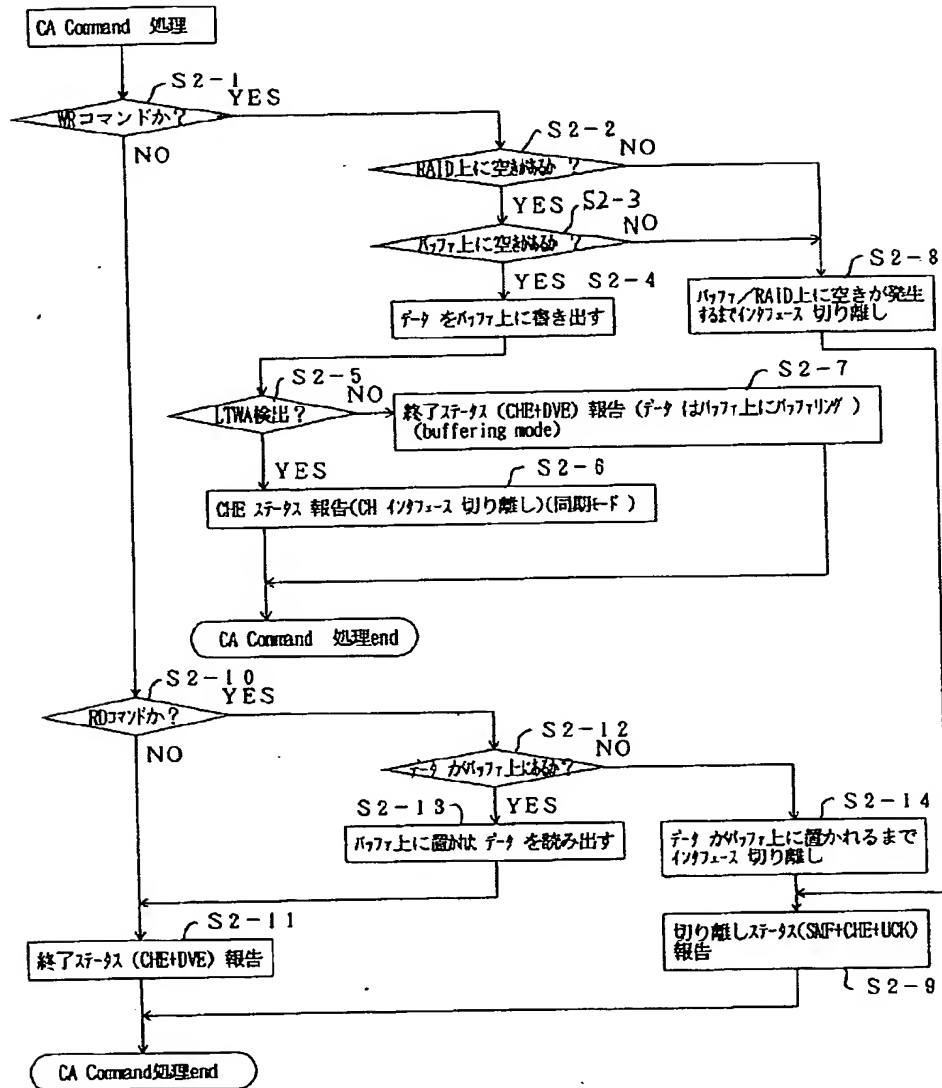 CA Command 処理
S2-1
YES
WRコマンドか?
NO
S2-2
RAID上に空きがあるか?
NO
YES
S2-3
バッファ上に空きがあるか?
NO
YES S2-4
S2-8
データ をバッファ上に書き出す
バッファ/RAID上に空きが発生
するまでインタフェース 切り離し
S2-5
LTWA検出?
NO
S2-7
終了ステータス (CHE+DVE) 報告 (データ はバッファ上にバッファリング )
(buffering mode)
YES
S2-6
CHE ステータス 報告(CH インタフェース 切り離し)(同期モード )
CA Command 処理end
S2-10
YES
RDコマンドか?
NO
S2-12
データ がバッファ上にあるか?
NO
YES
S2-13
バッファ上に データ を読み出す
S2-14
データ がバッファ上に置かれるまで
インタフェース 切り離し
S2-11
終了ステータス (CHE+DVE) 報告
切り離しステータス(SMF+CHE+UCK)
報告
S2-9
CA Command処理end